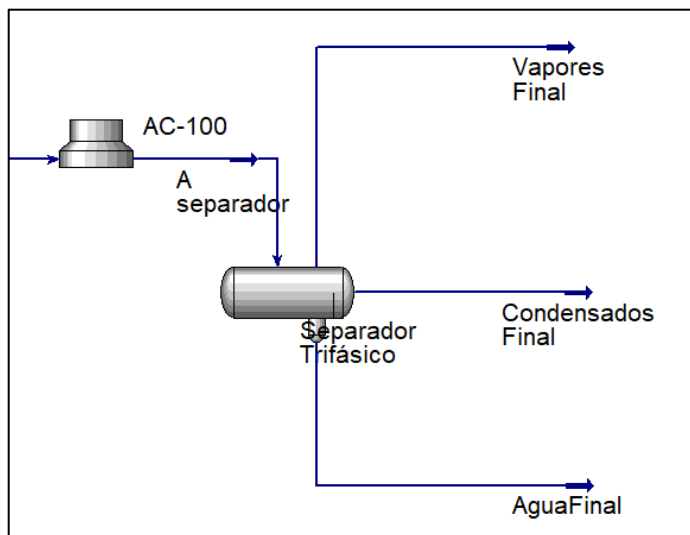 Vapores
Final
AC-100
A
separador
Condensados
Final
Separador
Trifásico
AguaFinal